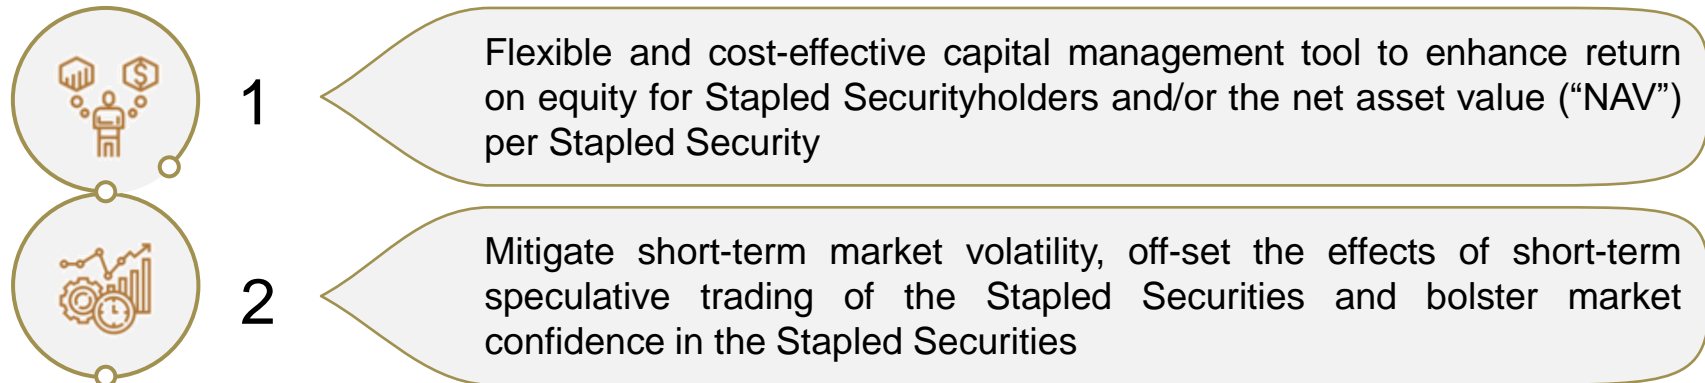 1
Flexible and cost-effective capital management tool to enhance return
on equity for Stapled Securityholders and/or the net asset value (“NAV”)
per Stapled Security
2
Mitigate short-term market volatility, off-set the effects of short-term
speculative trading of the Stapled Securities and bolster market
confidence in the Stapled Securities